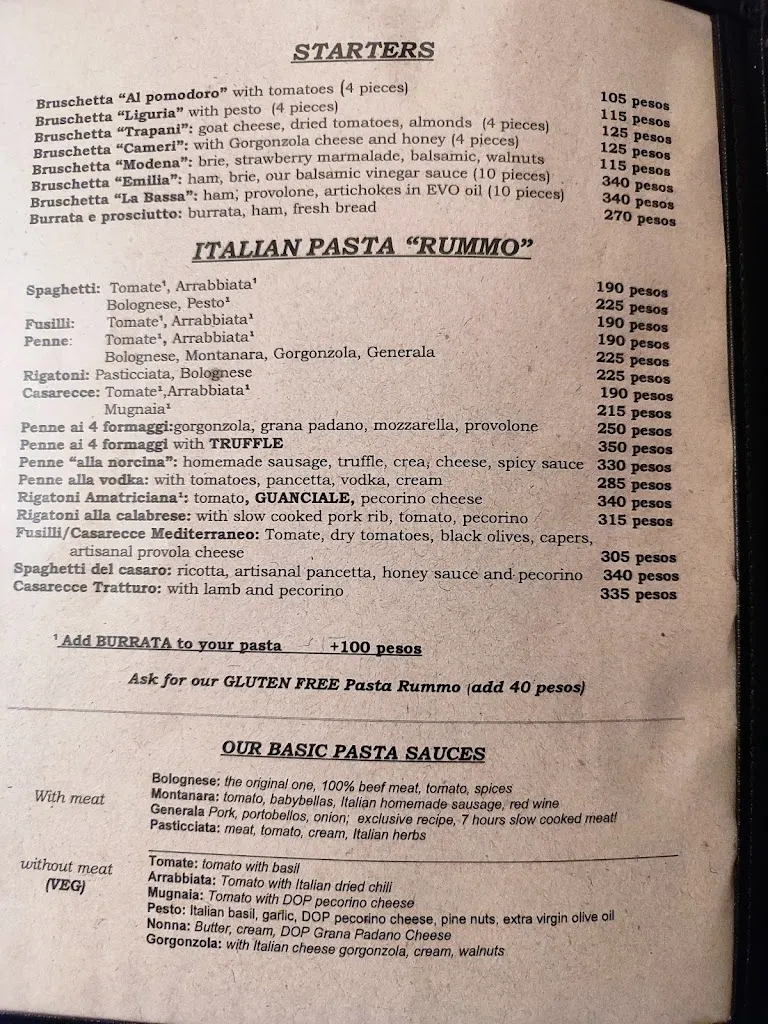 STARTERS
Bruschetta “Al pomodoro” with tomatoes (4 pieces) 105 pesos
Bruschetta “Liguria” with pesto (4 pieces) 115 pesos
Bruschetta “Trapani”: goat cheese, dried tomatoes, almonds (4 pieces) 125 pesos
Bruschetta “Cameri”: with Gorgonzola cheese and honey (4 pieces) 125 pesos
Bruschetta “Modena”: brie, strawberry marmalade, balsamic, walnuts 115 pesos
Bruschetta “Emilia”: ham, brie, our balsamic vinegar sauce (10 pieces) 340 pesos
Bruschetta “La Bassa”: ham, provolone, artichokes in EVO oil (10 pieces) 340 pesos
Burrata e prosciutto: burrata, ham, fresh bread 270 pesos
ITALIAN PASTA “RUMMO”
Spaghetti: Tomate¹, Arrabbiata¹ 190 pesos
Bolognese, Pesto¹ 225 pesos
Fusilli: Tomate¹, Arrabbiata¹ 190 pesos
Penne: Tomate¹, Arrabbiata¹ 190 pesos
Bolognese, Montanara, Gorgonzola, Generala 225 pesos
Rigatoni: Pasticciata, Bolognese 225 pesos
Casarecce: Tomate¹,Arrabbiata¹ 190 pesos
Mugnaia¹ 215 pesos
Penne ai 4 formaggi:gorgonzola, grana padano, mozzarella, provolone 250 pesos
Penne ai 4 formaggi with TRUFFLE 350 pesos
Penne “alla norcina”: homemade sausage, truffle, crea, cheese, spicy sauce 330 pesos
Penne alla vodka: with tomatoes, pancetta, vodka, cream 285 pesos
Rigatoni Amatriciana¹: tomato, GUANCIALE, pecorino cheese 340 pesos
Rigatoni alla calabrese: with slow cooked pork rib, tomato, pecorino 315 pesos
Fusilli/Casarecce Mediterraneo: Tomate, dry tomatoes, black olives, capers,
artisanal provola cheese 305 pesos
Spaghetti del casaro: ricotta, artisanal pancetta, honey sauce and pecorino 340 pesos
Casarecce Tratturo: with lamb and pecorino 335 pesos
¹ Add BURRATA to your pasta +100 pesos
Ask for our GLUTEN FREE Pasta Rummo (add 40 pesos)
OUR BASIC PASTA SAUCES
With meat
Bolognese: the original one, 100% beef meat, tomato, spices
Montanara: tomato, babybellas, Italian homemade sausage, red wine
Generala Pork, portobellos, onion; exclusive recipe, 7 hours slow cooked meat!
Pasticciata: meat, tomato, cream, Italian herbs
without meat
(VEG)
Tomate: tomato with basil
Arrabbiata: Tomato with Italian dried chili
Mugnaia: Tomato with DOP pecorino cheese
Pesto: Italian basil, garlic, DOP pecorino cheese, pine nuts, extra virgin olive oil
Nonna: Butter, cream, DOP Grana Padano Cheese
Gorgonzola: with Italian cheese gorgonzola, cream, walnuts